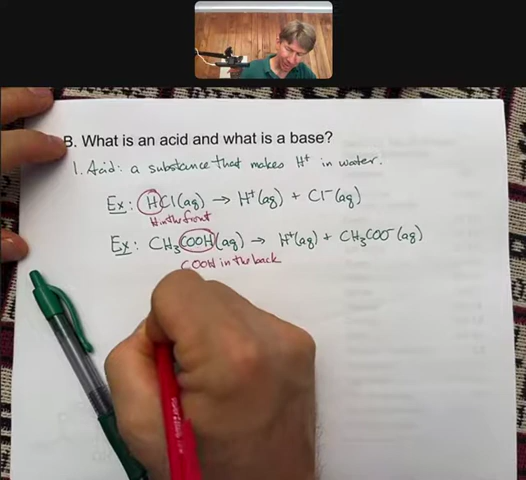 B. What is an acid and what is a base?
1. Acid: a substance that makes H⁺ in water.
Ex: HCl(aq) → H⁺(aq) + Cl⁻(aq)
H in the front
Ex: CH₃COOH(aq) → H⁺(aq) + CH₃COO⁻(aq)
COOH in the back